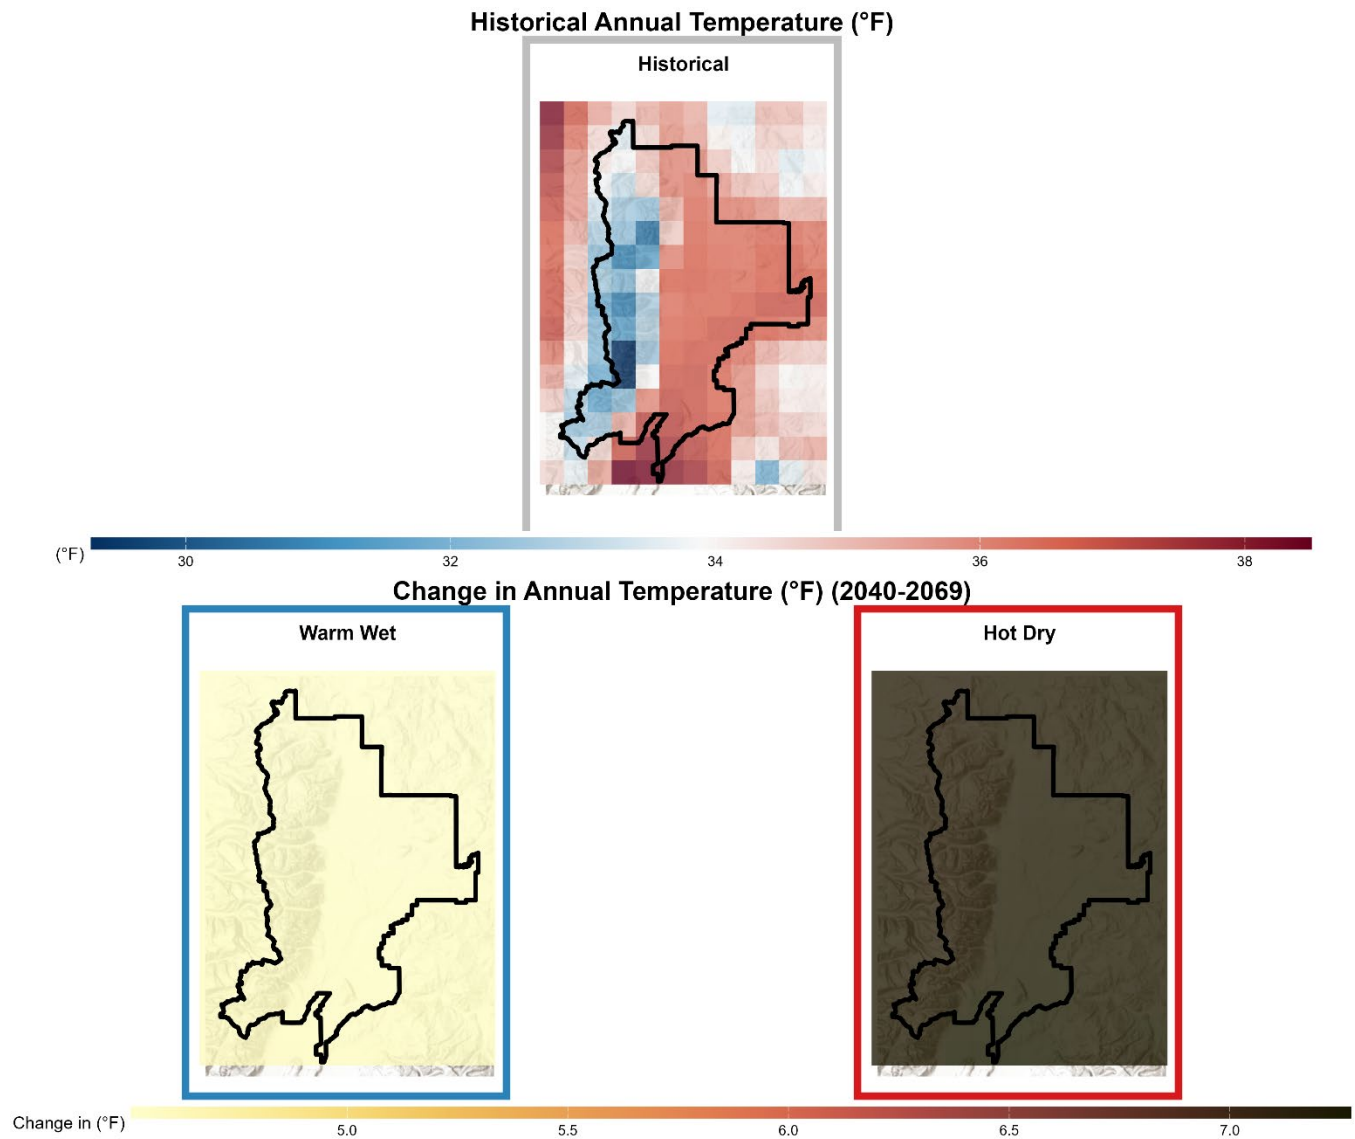 Historical Annual Temperature (°F)
Historical
(°F)
30 32 34 36 38
Change in Annual Temperature (°F) (2040-2069)
Warm Wet
Hot Dry
Change in (°F)
5.0 5.5 6.0 6.5 7.0